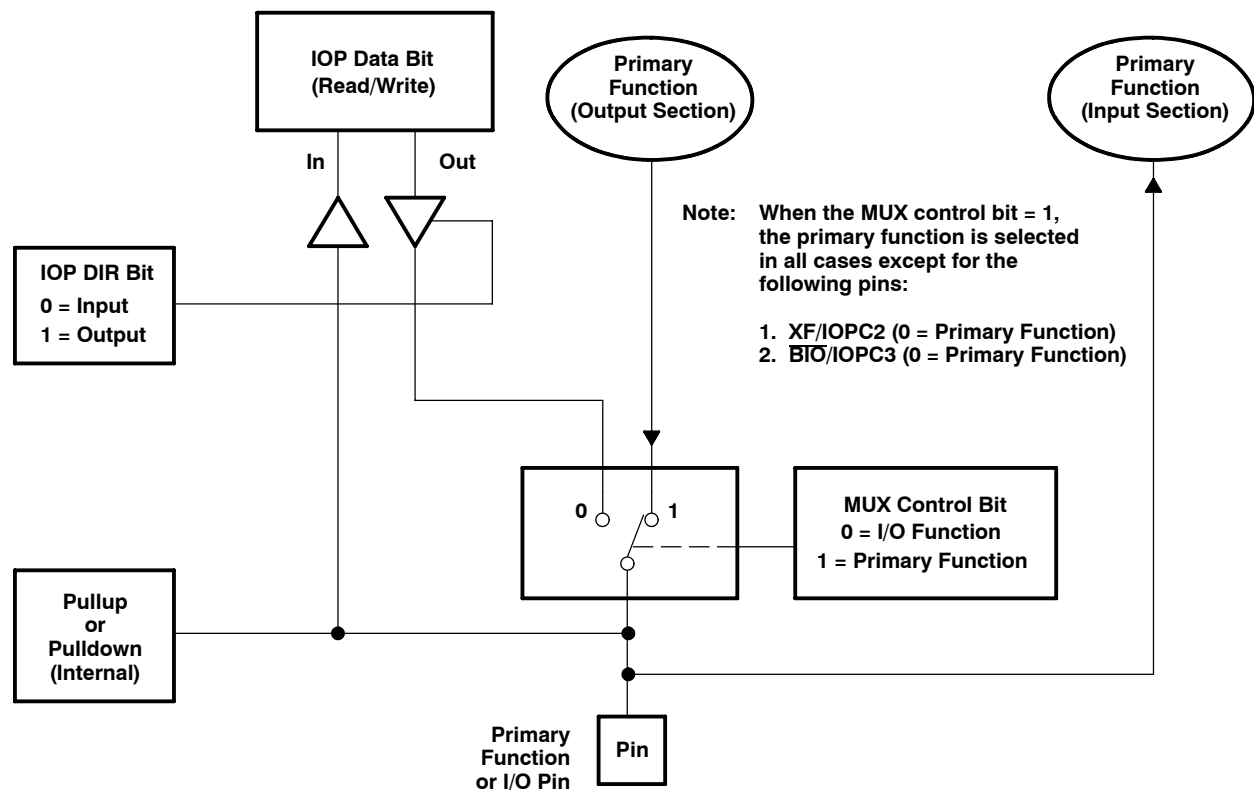 IOP Data Bit
(Read/Write)
Primary
Function
(Output Section)
Primary
Function
(Input Section)
In
Out
Note: When the MUX control bit = 1,
the primary function is selected
in all cases except for the
following pins:
1. XF/IOPC2 (0 = Primary Function)
2. B̅I̅O̅/IOPC3 (0 = Primary Function)
IOP DIR Bit
0 = Input
1 = Output
0
1
MUX Control Bit
0 = I/O Function
1 = Primary Function
Pullup
or
Pulldown
(Internal)
Primary
Function
or I/O Pin
Pin